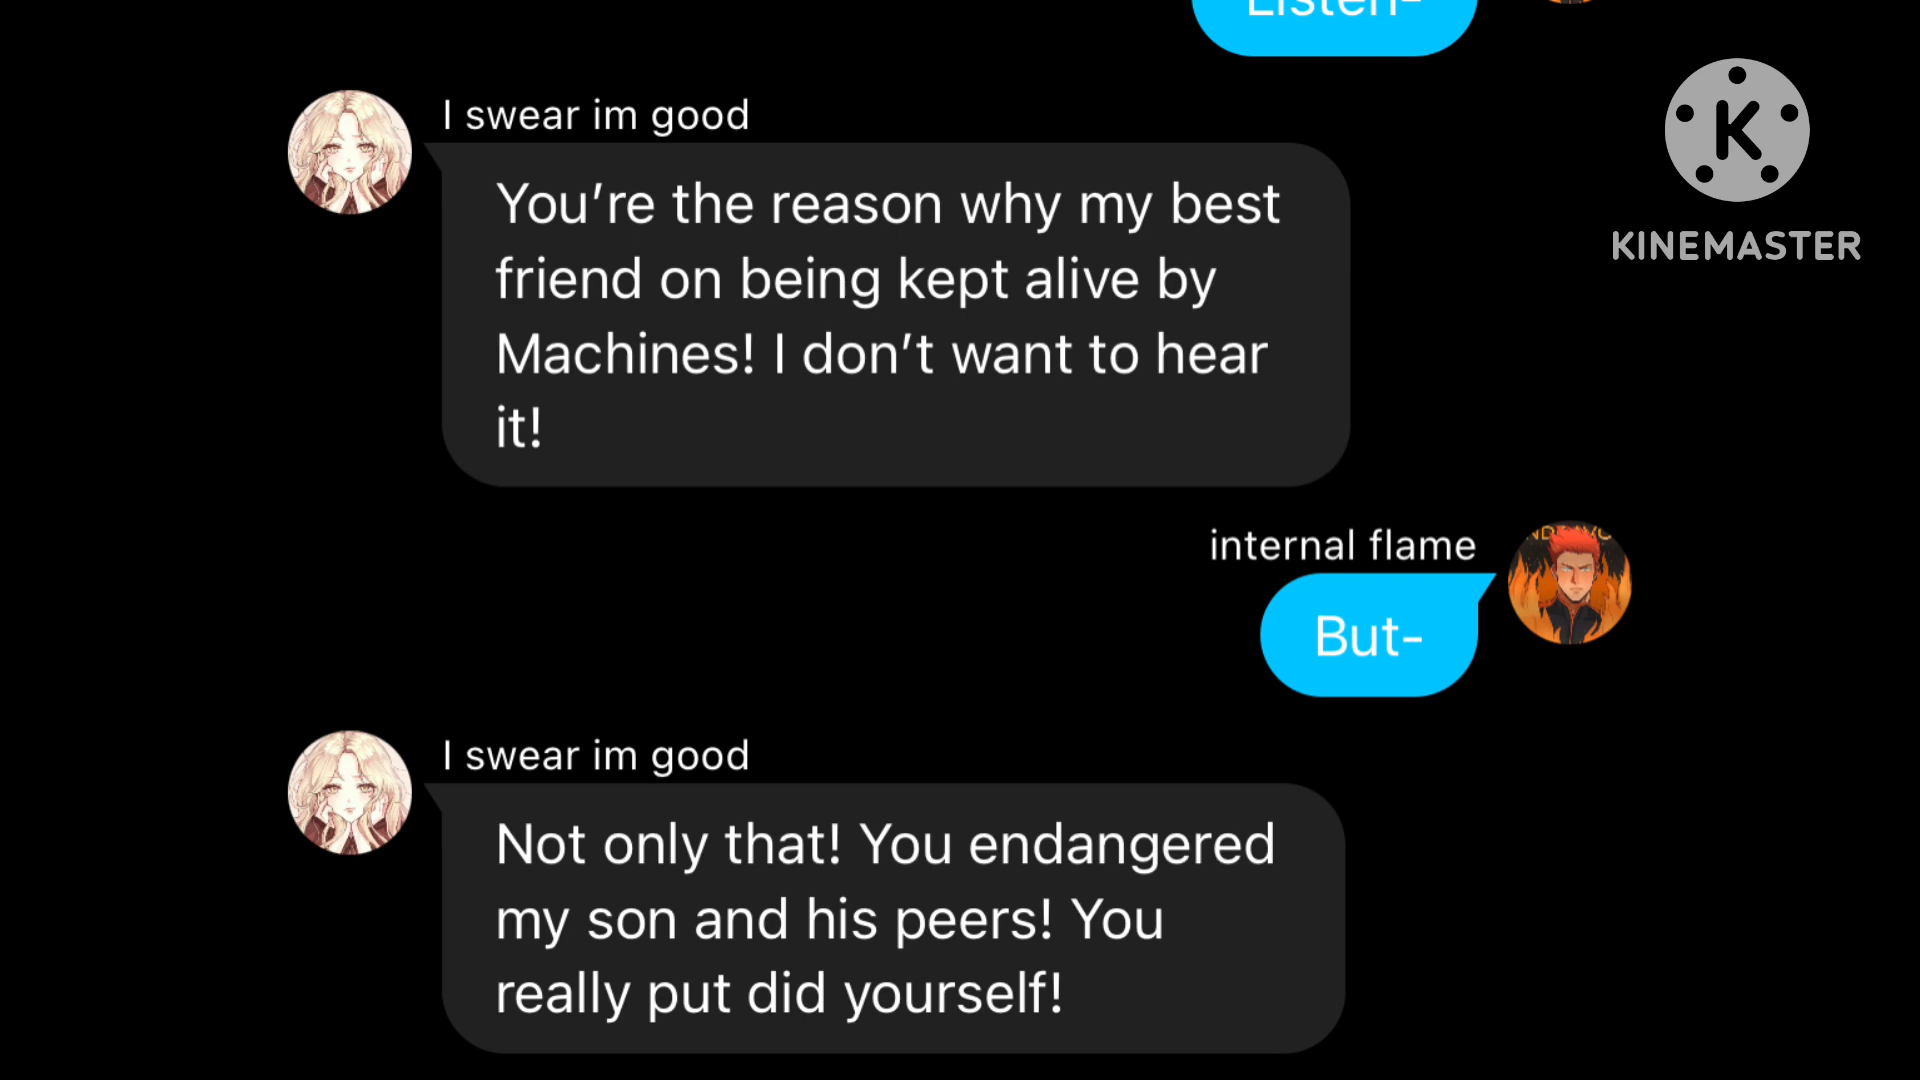 Listen-
I swear im good
You’re the reason why my best
friend on being kept alive by
Machines! I don’t want to hear
it!
K
KINEMASTER
internal flame
But-
I swear im good
Not only that! You endangered
my son and his peers! You
really put did yourself!